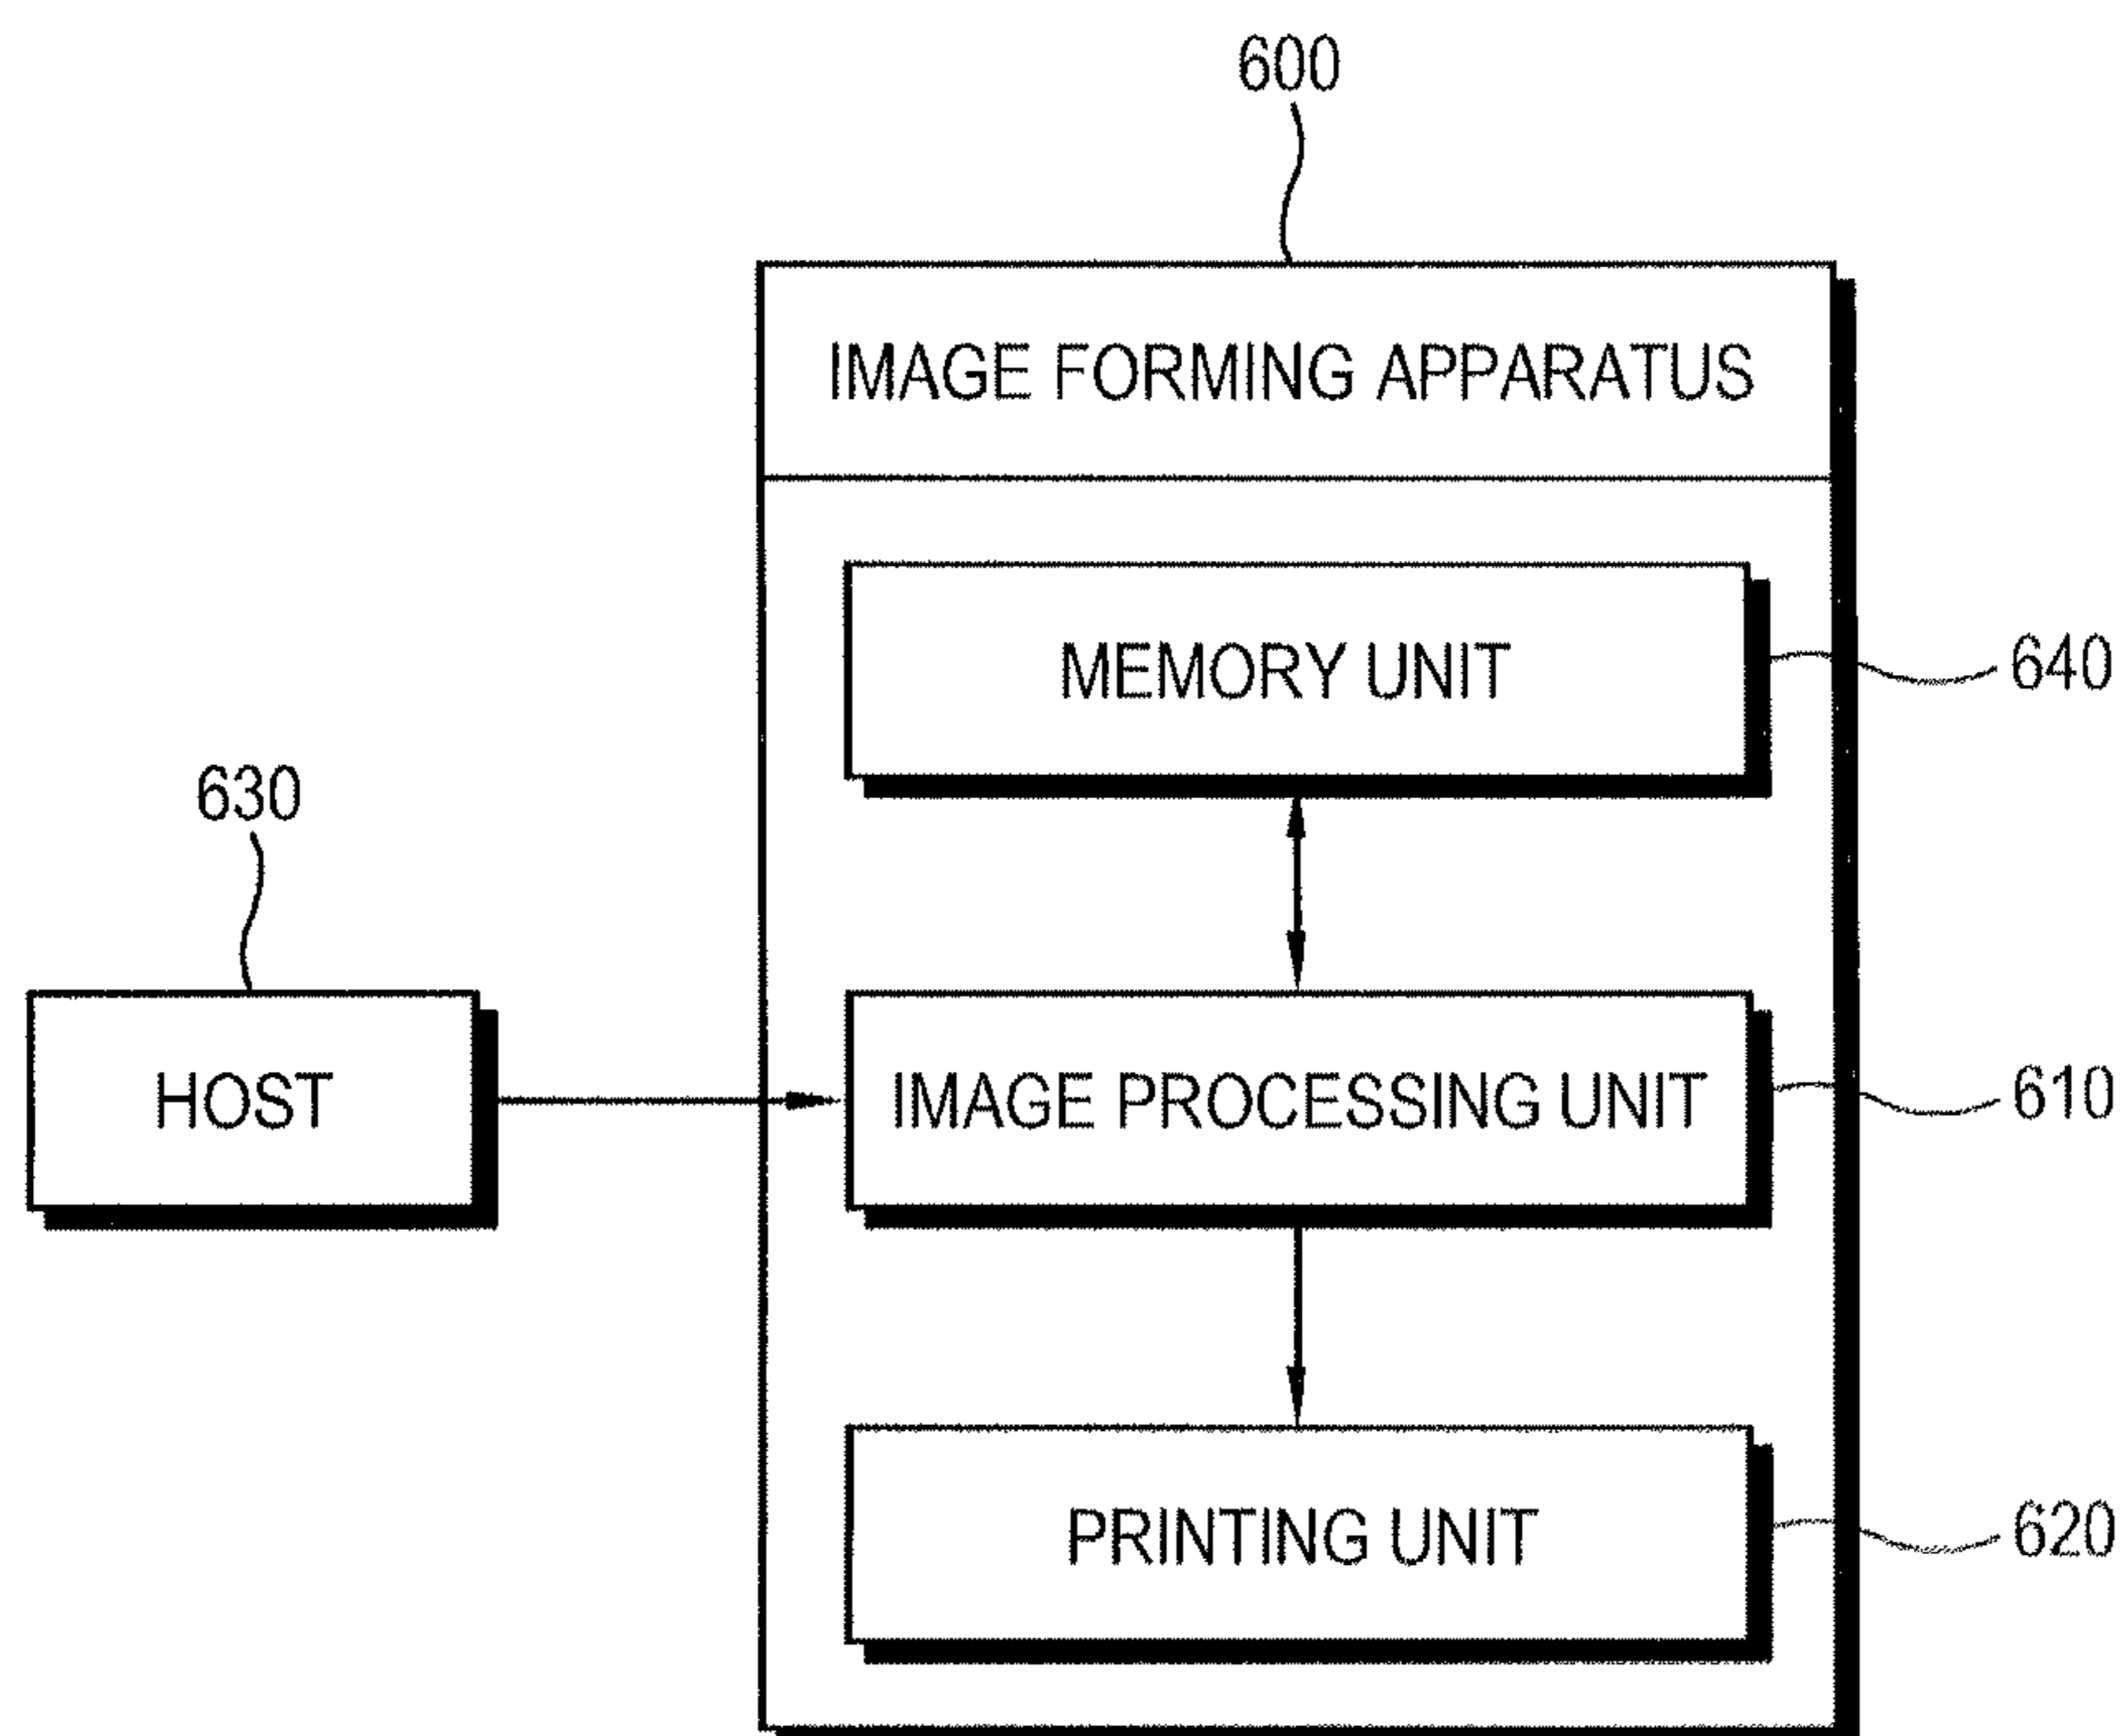 600
IMAGE FORMING APPARATUS
MEMORY UNIT
640
630
HOST
IMAGE PROCESSING UNIT
610
PRINTING UNIT
620